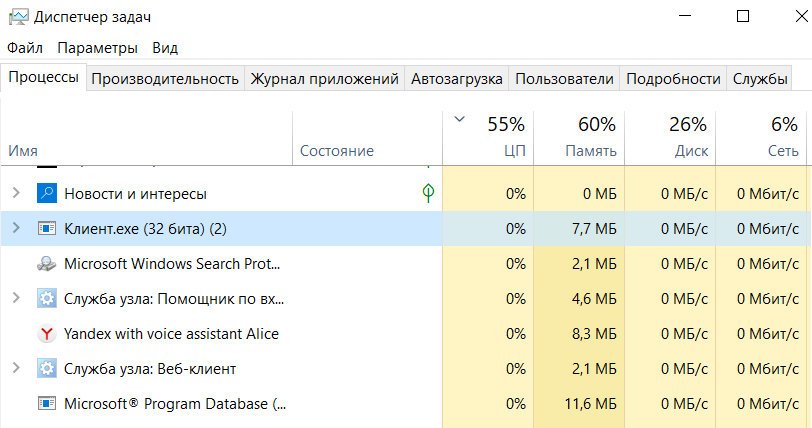 Диспетчер задач
Файл Параметры Вид
Процессы Производительность Журнал приложений Автозагрузка Пользователи Подробности Службы
55% 60% 26% 6%
Имя Состояние ЦП Память Диск Сеть
Новости и интересы 0% 0 МБ 0 МБ/с 0 Мбит/с
Клиент.exe (32 бита) (2) 0% 7,7 МБ 0 МБ/с 0 Мбит/с
Microsoft Windows Search Prot... 0% 2,1 МБ 0 МБ/с 0 Мбит/с
Служба узла: Помощник по вх... 0% 4,6 МБ 0 МБ/с 0 Мбит/с
Yandex with voice assistant Alice 0% 8,3 МБ 0 МБ/с 0 Мбит/с
Служба узла: Веб-клиент 0% 2,1 МБ 0 МБ/с 0 Мбит/с
Microsoft® Program Database (... 0% 11,6 МБ 0 МБ/с 0 Мбит/с